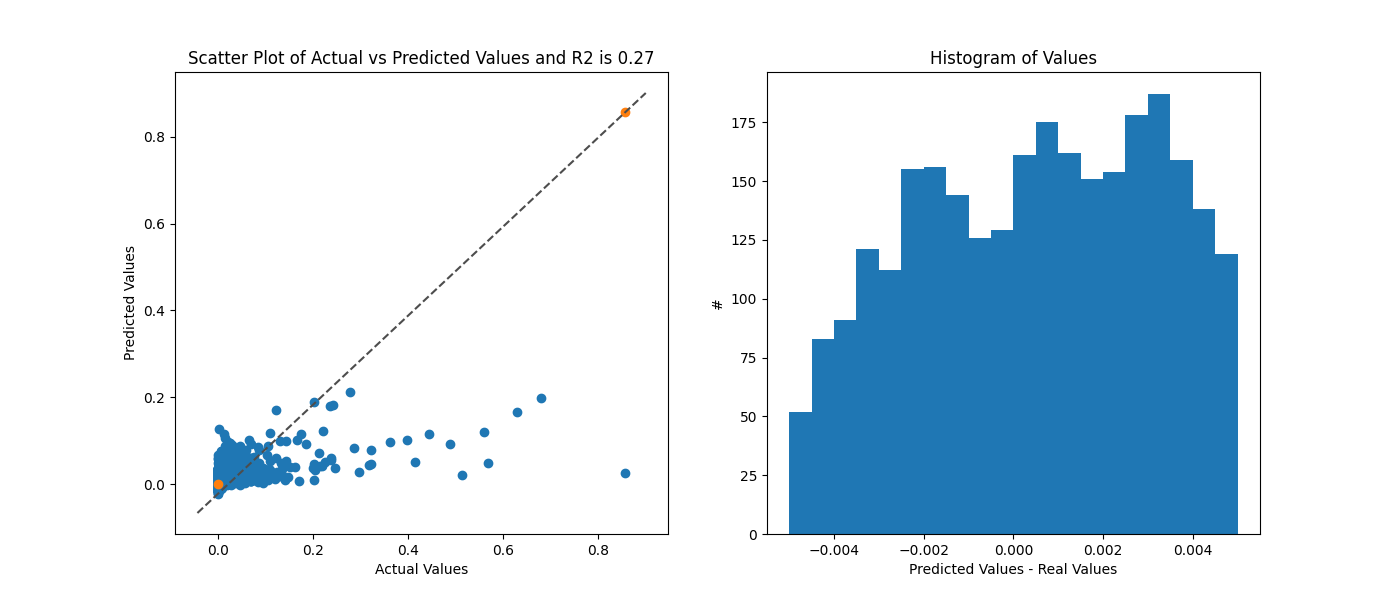 Scatter Plot of Actual vs Predicted Values and R2 is 0.27
Predicted Values
0.8
0.6
0.4
0.2
0.0
0.0 0.2 0.4 0.6 0.8
Actual Values
Histogram of Values
#
175
150
125
100
75
50
25
0
−0.004 −0.002 0.000 0.002 0.004
Predicted Values - Real Values